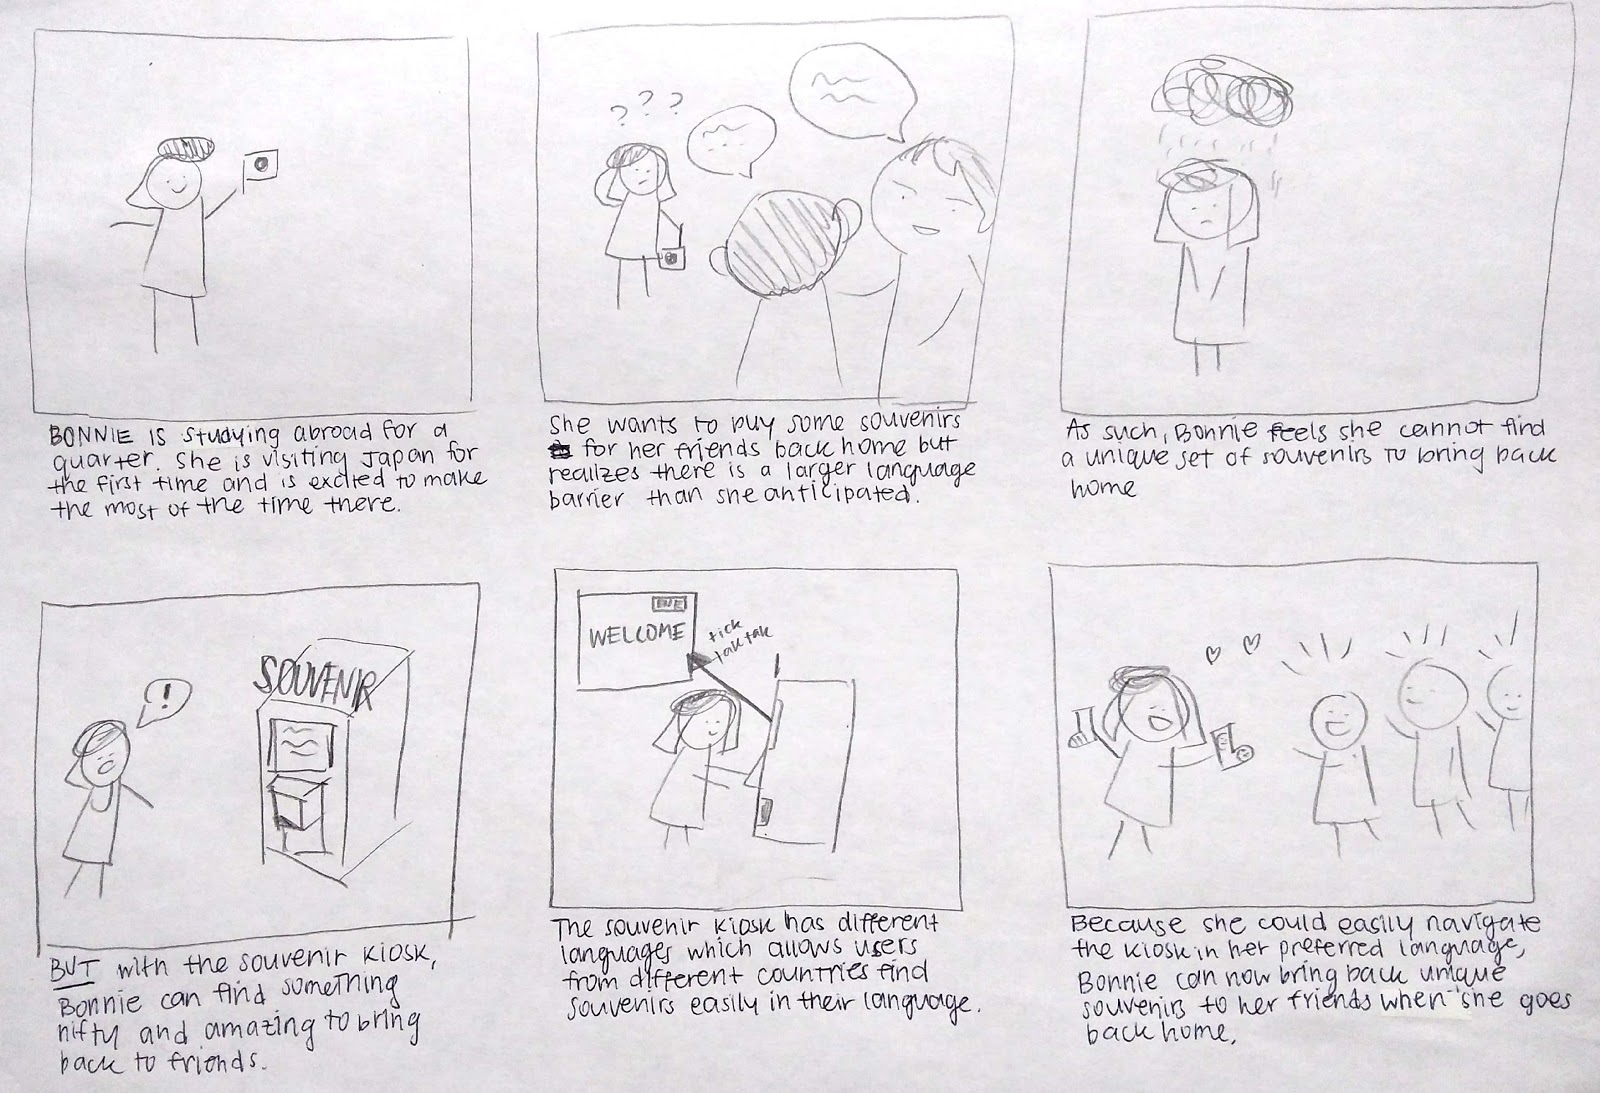 ? ? ?
BONNIE is studying abroad for a
quarter. She is visiting Japan for
the first time and is excited to make
the most of the time there.
She wants to buy some souvenirs
for her friends back home but
realizes there is a larger language
barrier than she anticipated.
As such, Bonnie feels she cannot find
a unique set of souvenirs to bring back
home
!
SOUVENIR
BUT with the souvenir kiosk,
Bonnie can find something
nifty and amazing to bring
back to friends.
WELCOME
tick
tak tak
The souvenir kiosk has different
languages which allows users
from different countries find
souvenirs easily in their language.
Because she could easily navigate
the kiosk in her preferred language,
Bonnie can now bring back unique
souvenirs to her friends when she goes
back home.